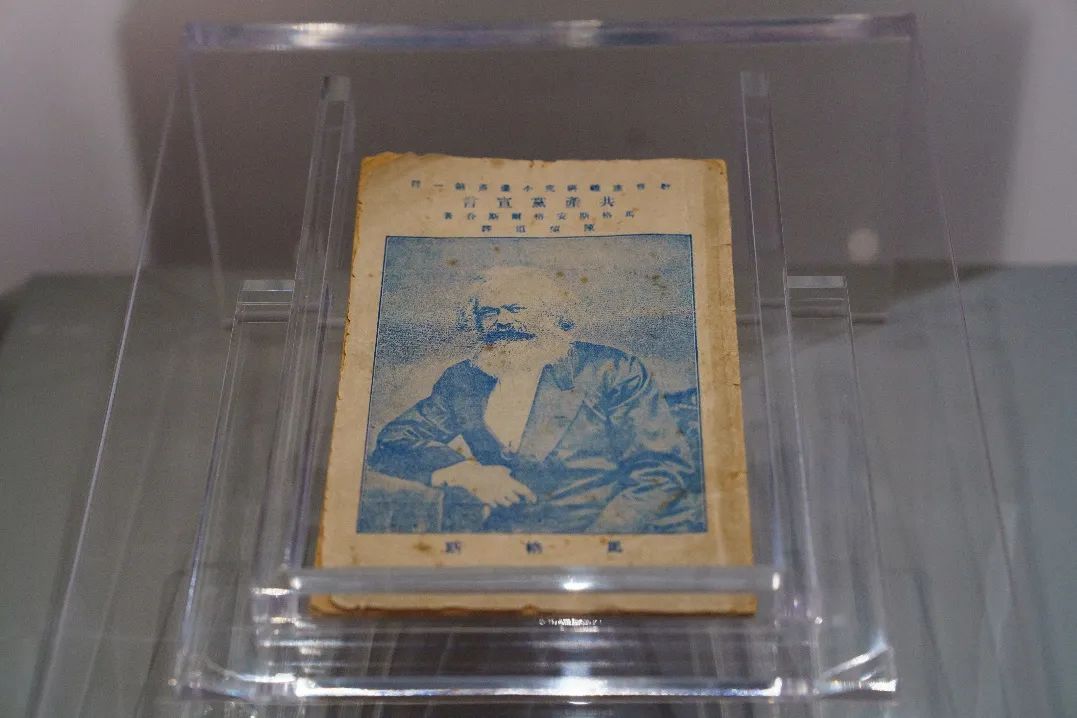 社會主義研究小叢書第一種
共產黨宣言
馬格斯安格爾斯合著
陳望道譯
馬格斯